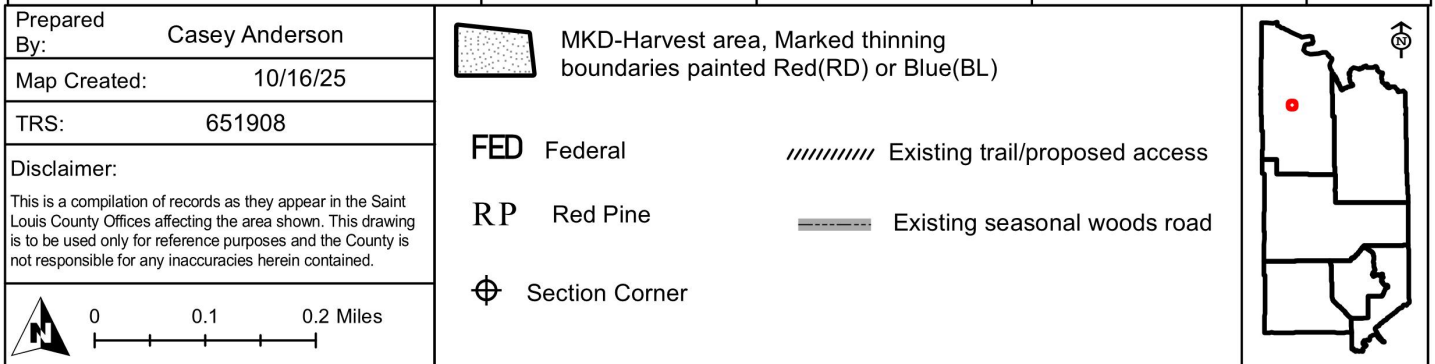 Prepared
By:
Casey Anderson
Map Created: 10/16/25
TRS: 651908
Disclaimer:
This is a compilation of records as they appear in the Saint
Louis County Offices affecting the area shown. This drawing
is to be used only for reference purposes and the County is
not responsible for any inaccuracies herein contained.
N
0 0.1 0.2 Miles
MKD-Harvest area, Marked thinning
boundaries painted Red(RD) or Blue(BL)
FED Federal
Existing trail/proposed access
RP Red Pine
Existing seasonal woods road
Section Corner
N